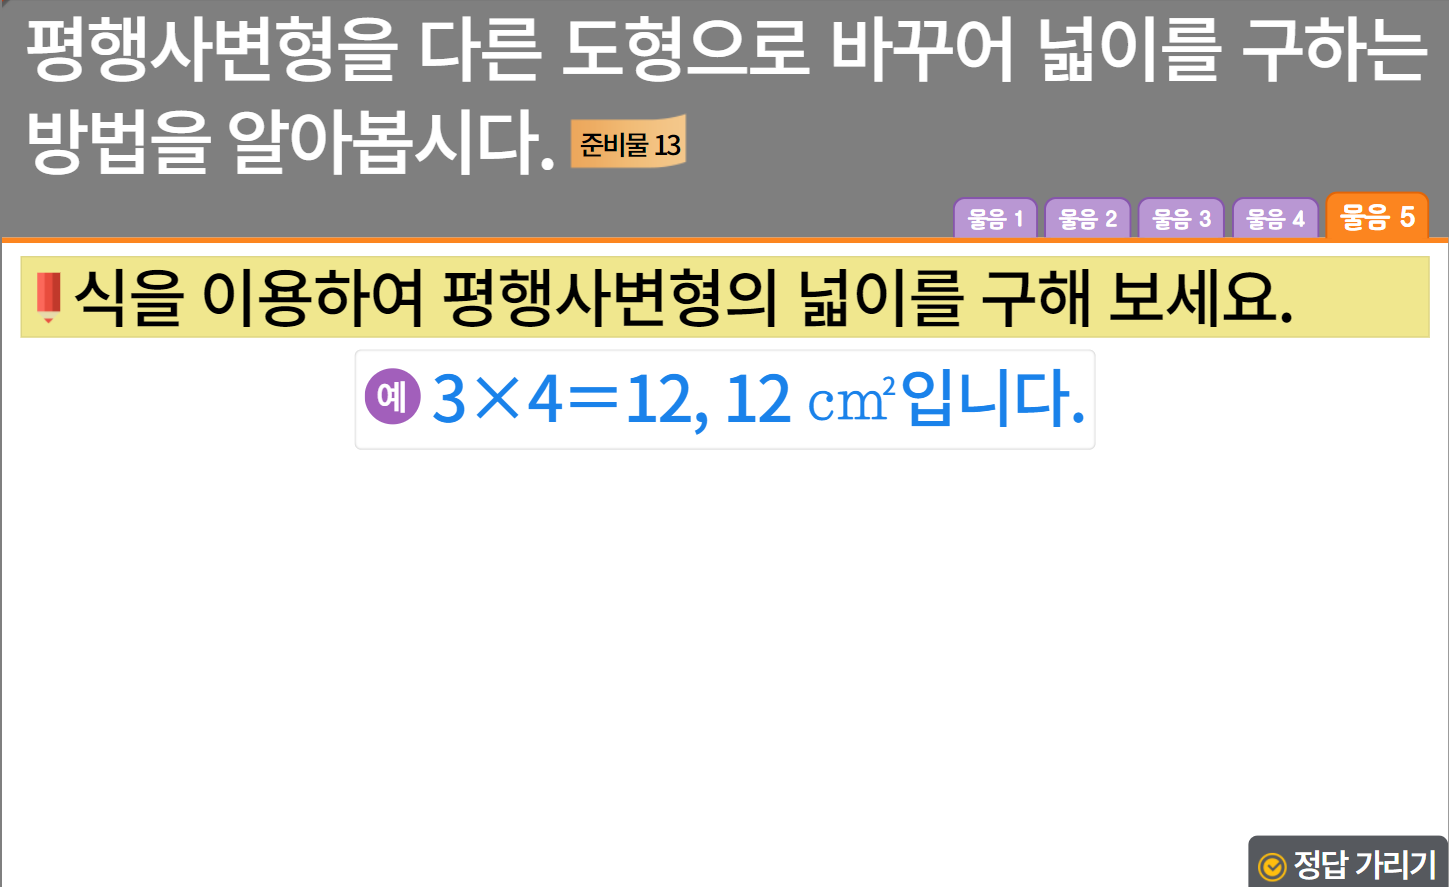 평행사변형을 다른 도형으로 바꾸어 넓이를 구하는
방법을 알아봅시다. 준비물 13
물음 1 물음 2 물음 3 물음 4 물음 5
식을 이용하여 평행사변형의 넓이를 구해 보세요.
예 3×4=12, 12 cm²입니다.
정답 가리기